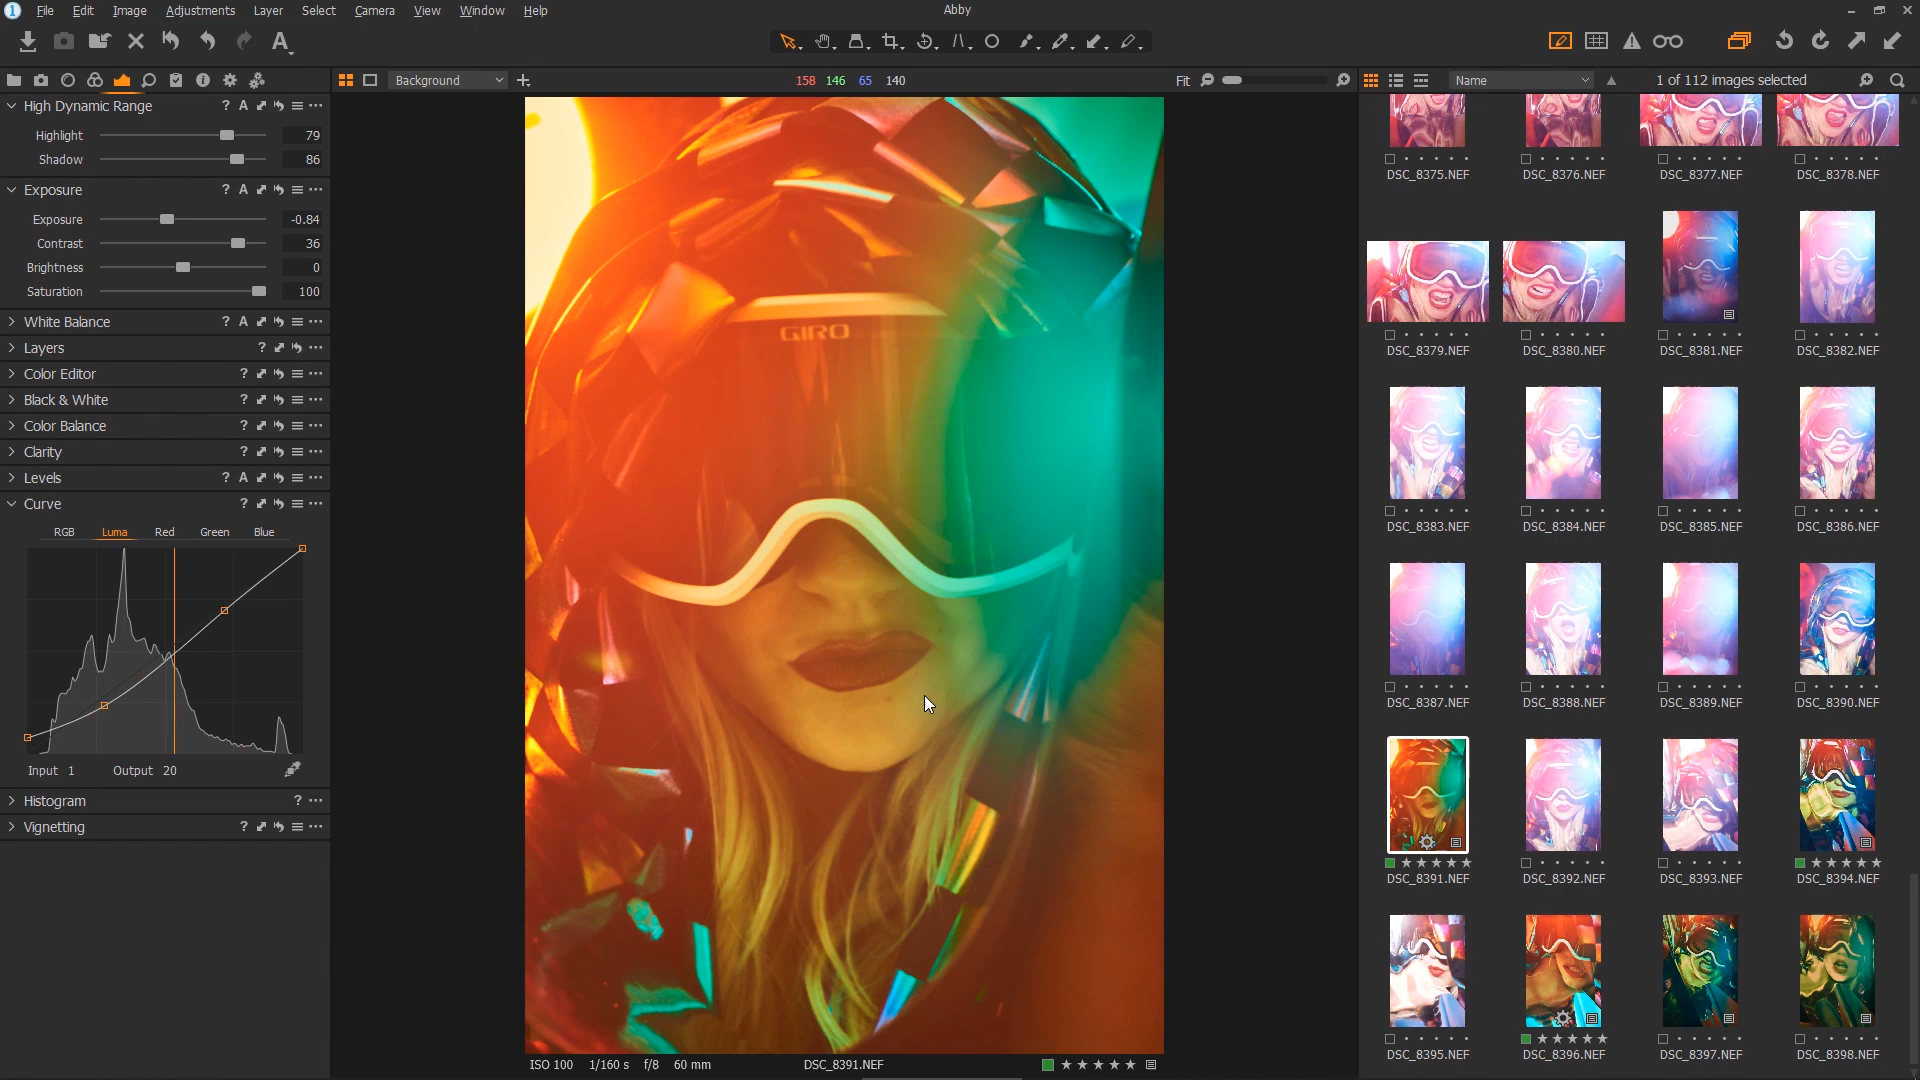 File Edit Image Adjustments Layer Select Camera View Window Help
Abby
A
Background
158 146 65 140
Fit
Name
1 of 112 images selected
High Dynamic Range ? A
Highlight 79
Shadow 86
Exposure ? A
Exposure -0.84
Contrast 36
Brightness 0
Saturation 100
White Balance ? A
Layers ?
Color Editor ?
Black & White ?
Color Balance ?
Clarity ?
Levels ? A
Curve ?
RGB Luma Red Green Blue
Input 1 Output 20
Histogram ?
Vignetting ?
GIRO
ISO 100 1/160 s f/8 60 mm DSC_8391.NEF
DSC_8375.NEF DSC_8376.NEF DSC_8377.NEF DSC_8378.NEF
DSC_8379.NEF DSC_8380.NEF DSC_8381.NEF DSC_8382.NEF
DSC_8383.NEF DSC_8384.NEF DSC_8385.NEF DSC_8386.NEF
DSC_8387.NEF DSC_8388.NEF DSC_8389.NEF DSC_8390.NEF
DSC_8391.NEF DSC_8392.NEF DSC_8393.NEF DSC_8394.NEF
DSC_8395.NEF DSC_8396.NEF DSC_8397.NEF DSC_8398.NEF